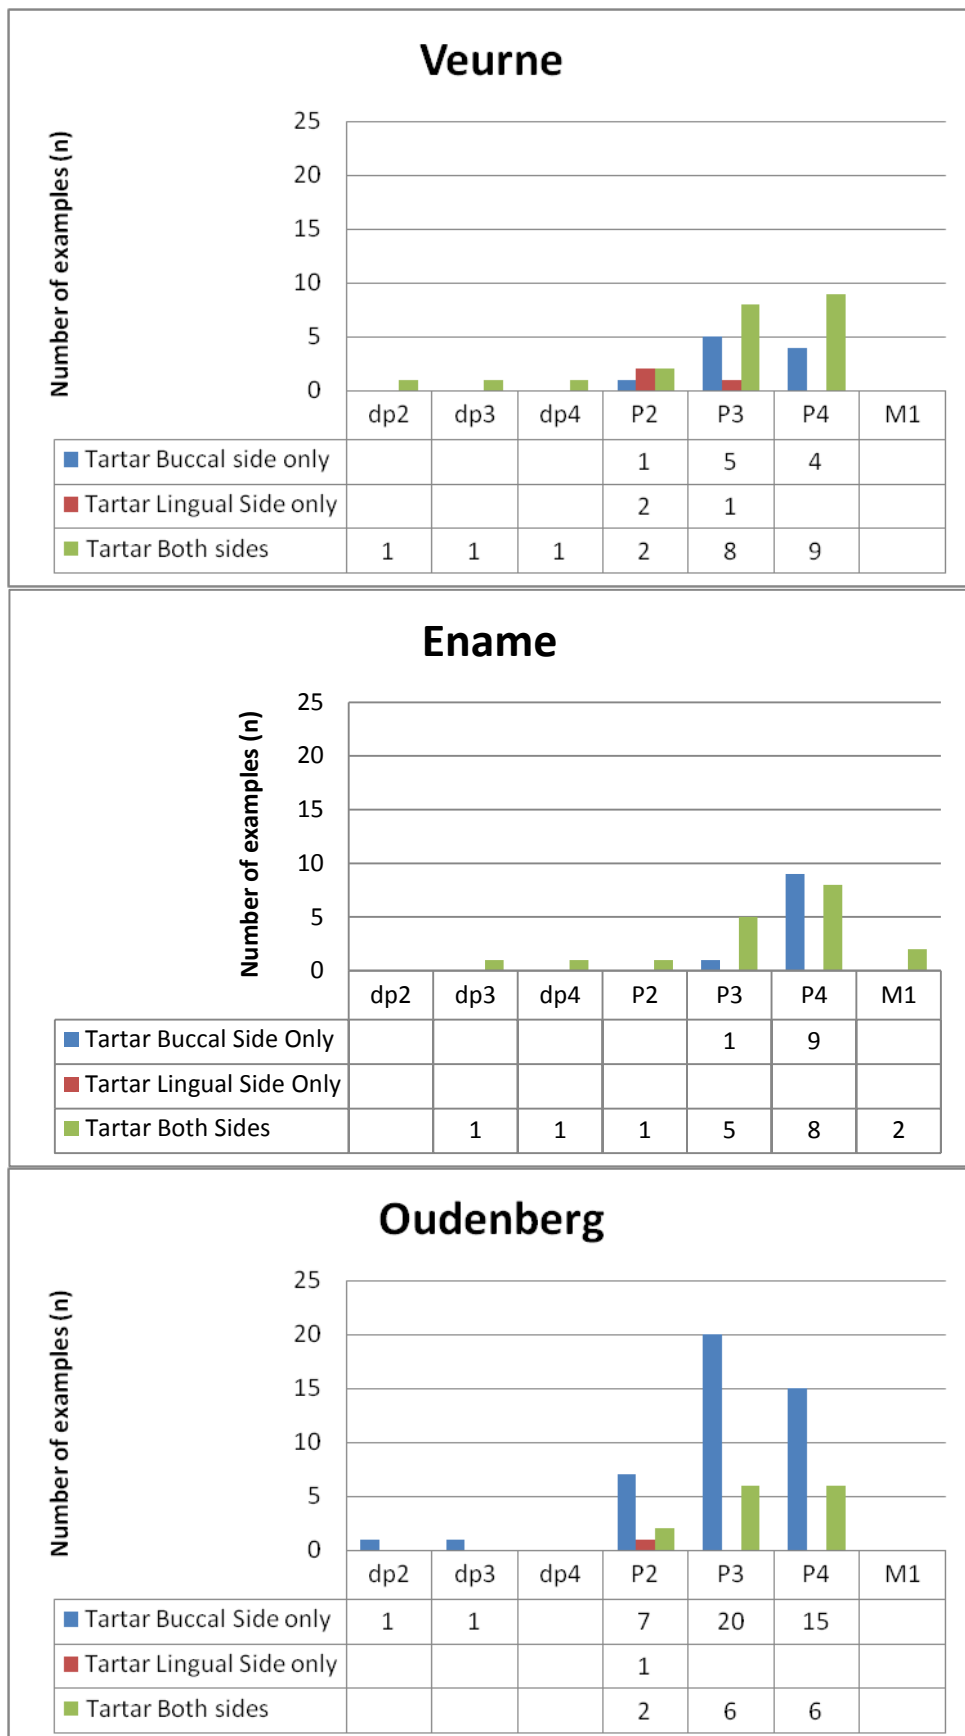 Veurne
Number of examples (n)
25
20
15
10
5
0
dp2 dp3 dp4 P2 P3 P4 M1
Tartar Buccal side only 1 5 4
Tartar Lingual Side only 2 1
Tartar Both sides 1 1 1 2 8 9
Ename
Number of examples (n)
25
20
15
10
5
0
dp2 dp3 dp4 P2 P3 P4 M1
Tartar Buccal Side Only 1 9
Tartar Lingual Side Only
Tartar Both Sides 1 1 1 5 8 2
Oudenberg
Number of examples (n)
25
20
15
10
5
0
dp2 dp3 dp4 P2 P3 P4 M1
Tartar Buccal Side only 1 1 7 20 15
Tartar Lingual Side only 1
Tartar Both sides 2 6 6